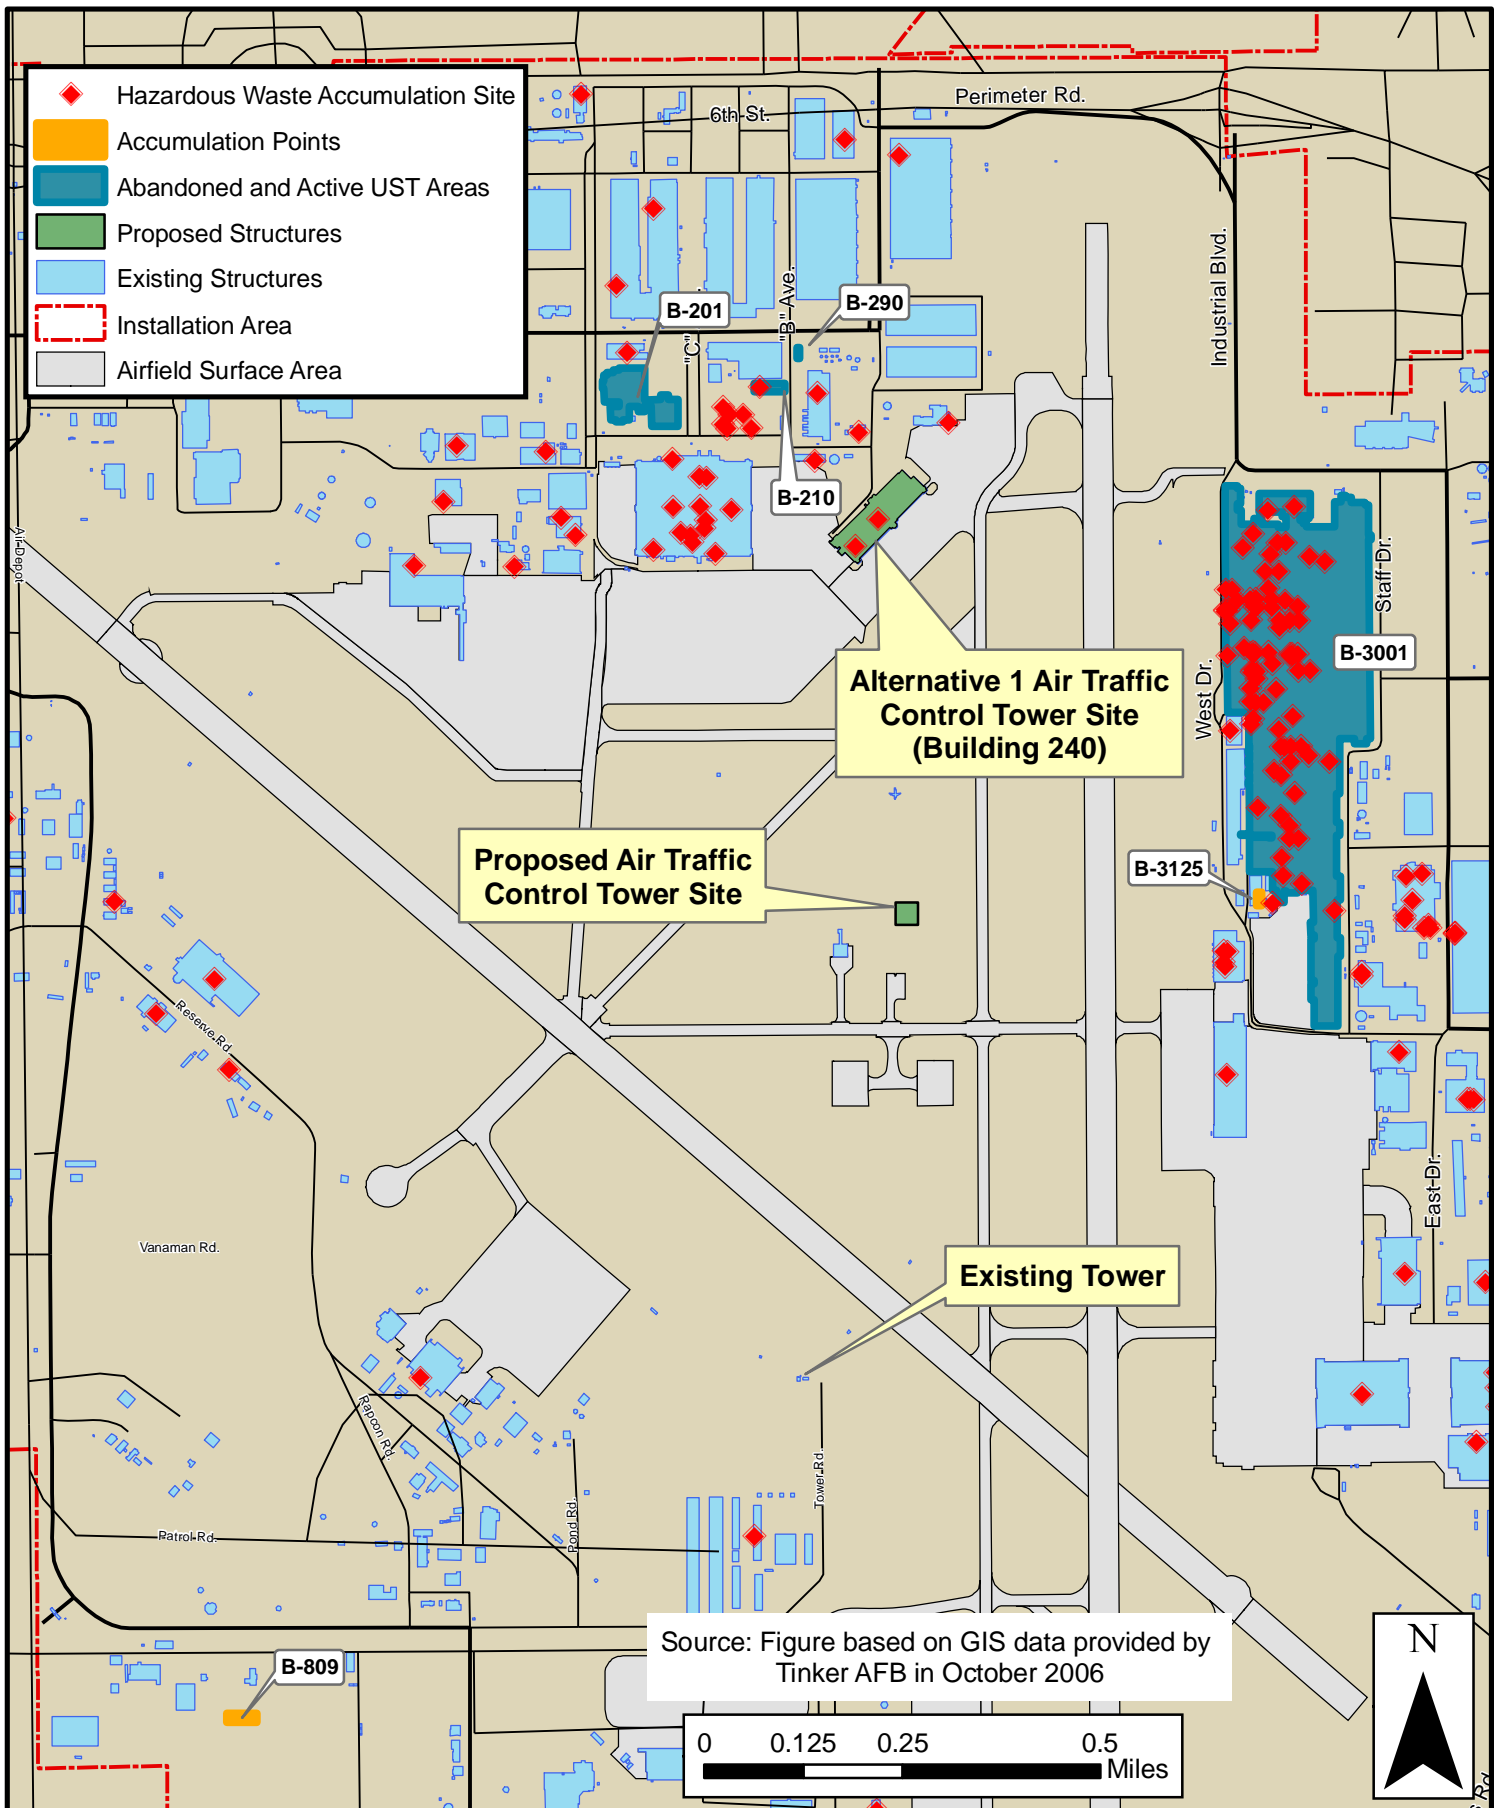 Hazardous Waste Accumulation Site
Accumulation Points
Abandoned and Active UST Areas
Proposed Structures
Existing Structures
Installation Area
Airfield Surface Area
6th St.
Perimeter Rd.
Industrial Blvd.
"B" Ave.
"C"
B-201
B-290
B-210
Air Depot
Staff Dr.
B-3001
West Dr.
Alternative 1 Air Traffic
Control Tower Site
(Building 240)
Proposed Air Traffic
Control Tower Site
B-3125
Reserve Rd
East Dr.
Vanaman Rd.
Existing Tower
Rapcon Rd.
Tower Rd.
Pond Rd.
Patrol Rd.
B-809
Source: Figure based on GIS data provided by
Tinker AFB in October 2006
0 0.125 0.25 0.5
Miles
N
Rd